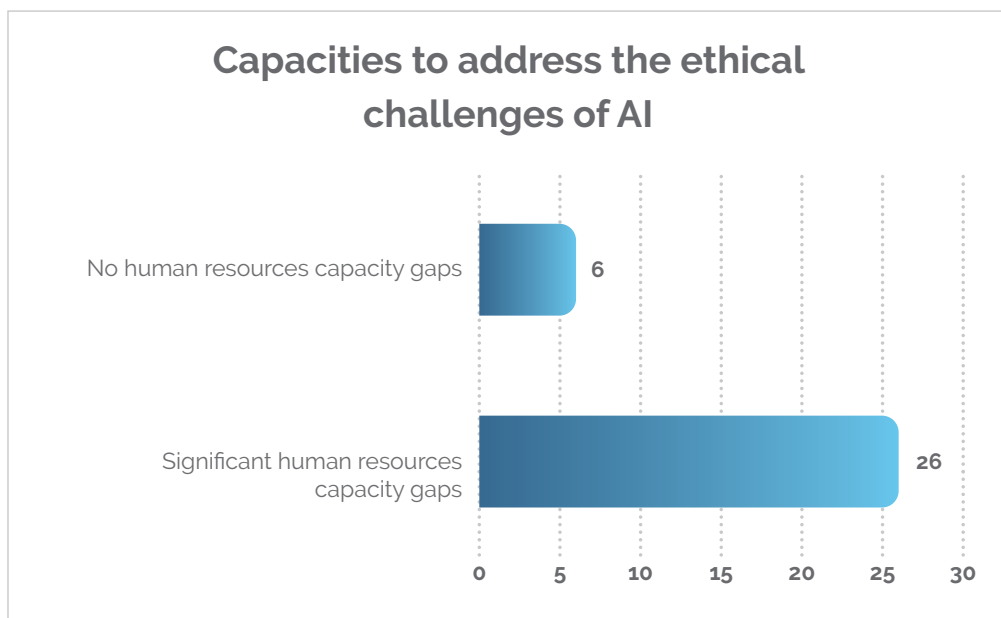 Capacities to address the ethical
challenges of AI
No human resources capacity gaps
6
Significant human resources
capacity gaps
26
0 5 10 15 20 25 30